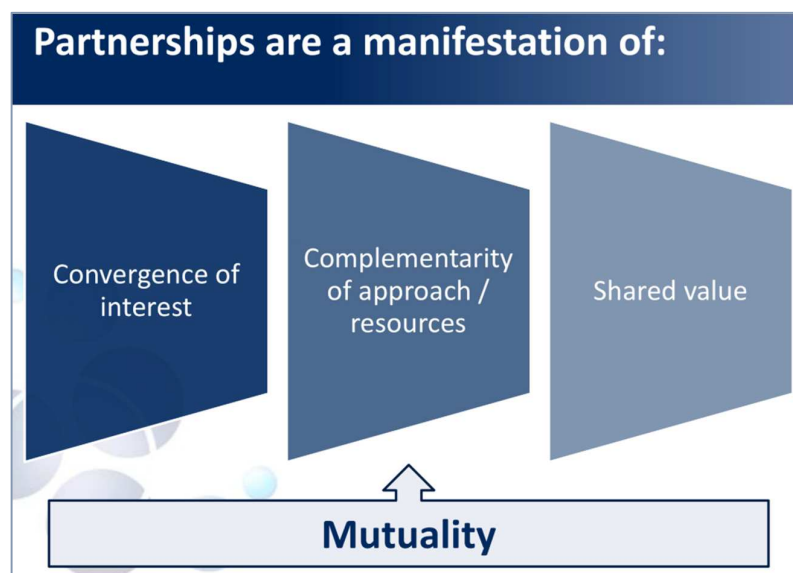 Partnerships are a manifestation of:
Convergence of
interest
Complementarity
of approach /
resources
Shared value
Mutuality